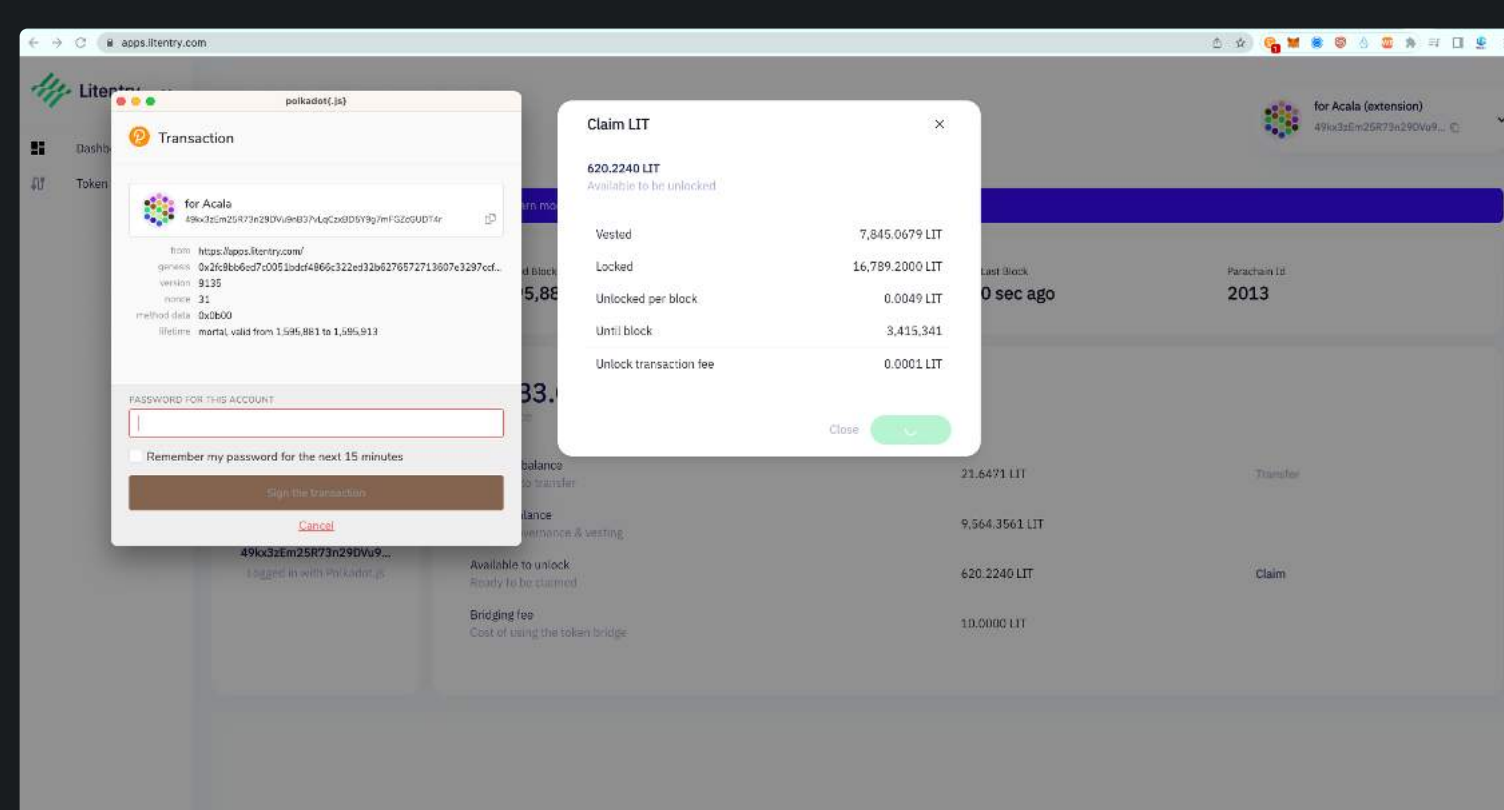 apps.litentry.com
for Acala (extension)
Dashb
Token
polkadot{.js}
Transaction
for Acala
from https://apps.litentry.com/
version 9135
nonce 31
method data 0x0b00
lifetime mortal, valid from 1,595,881 to 1,595,913
PASSWORD FOR THIS ACCOUNT
Remember my password for the next 15 minutes
Sign the transaction
Cancel
Claim LIT
620.2240 LIT
Available to be unlocked
Vested 7,845.0679 LIT
Locked 16,789.2000 LIT
Unlocked per block 0.0049 LIT
Until block 3,415,341
Unlock transaction fee 0.0001 LIT
Close
d Block
5,88
Last Block
0 sec ago
Parachain Id
2013
balance
to transfer
21.6471 LIT
Transfer
lance
vernance & vesting
9,564.3561 LIT
49kx3zEm25R73n29DVu9...
Logged in with Polkadot.js
Available to unlock
Ready to be claimed
620.2240 LIT
Claim
Bridging fee
Cost of using the token bridge
10.0000 LIT